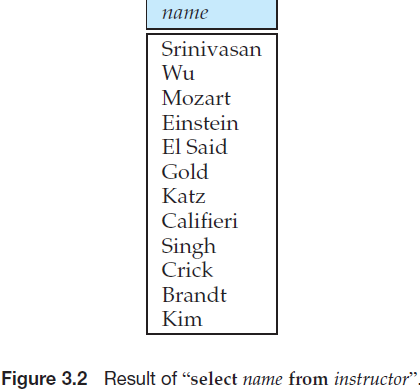 name
Srinivasan
Wu
Mozart
Einstein
El Said
Gold
Katz
Califieri
Singh
Crick
Brandt
Kim
Figure 3.2 Result of “select name from instructor”.